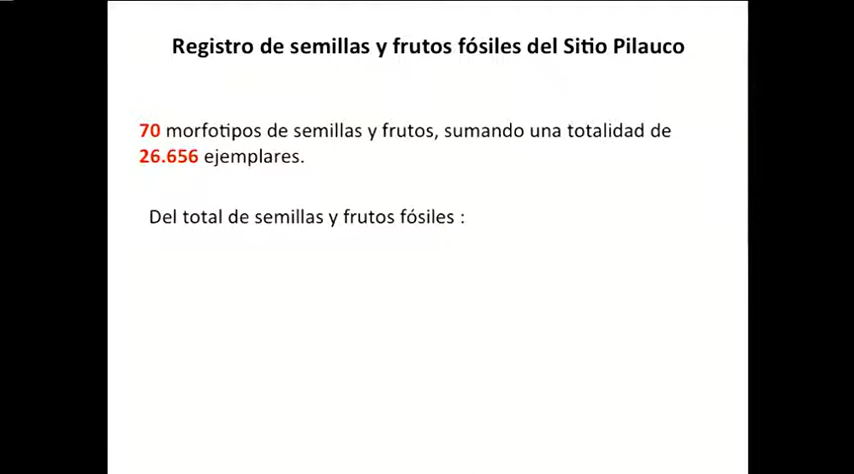 Registro de semillas y frutos fósiles del Sitio Pilauco
70 morfotipos de semillas y frutos, sumando una totalidad de
26.656 ejemplares.
Del total de semillas y frutos fósiles :